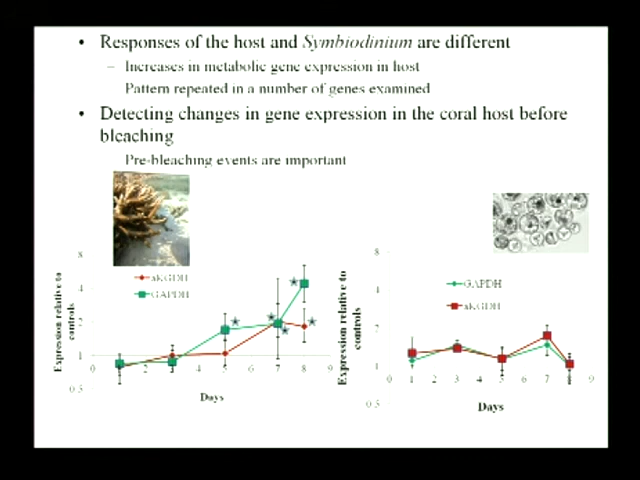 • Responses of the host and Symbiodinium are different
– Increases in metabolic gene expression in host
Pattern repeated in a number of genes examined
• Detecting changes in gene expression in the coral host before
bleaching
Pre-bleaching events are important
8
4
2
1
0.5
Expression relative to
controls
αKGDH
GAPDH
0 2 4 5 6 7 8 9
Days
8
4
2
1
0.5
Expression relative to
controls
GAPDH
αKGDH
0 1 2 3 4 5 6 7 8 9
Days